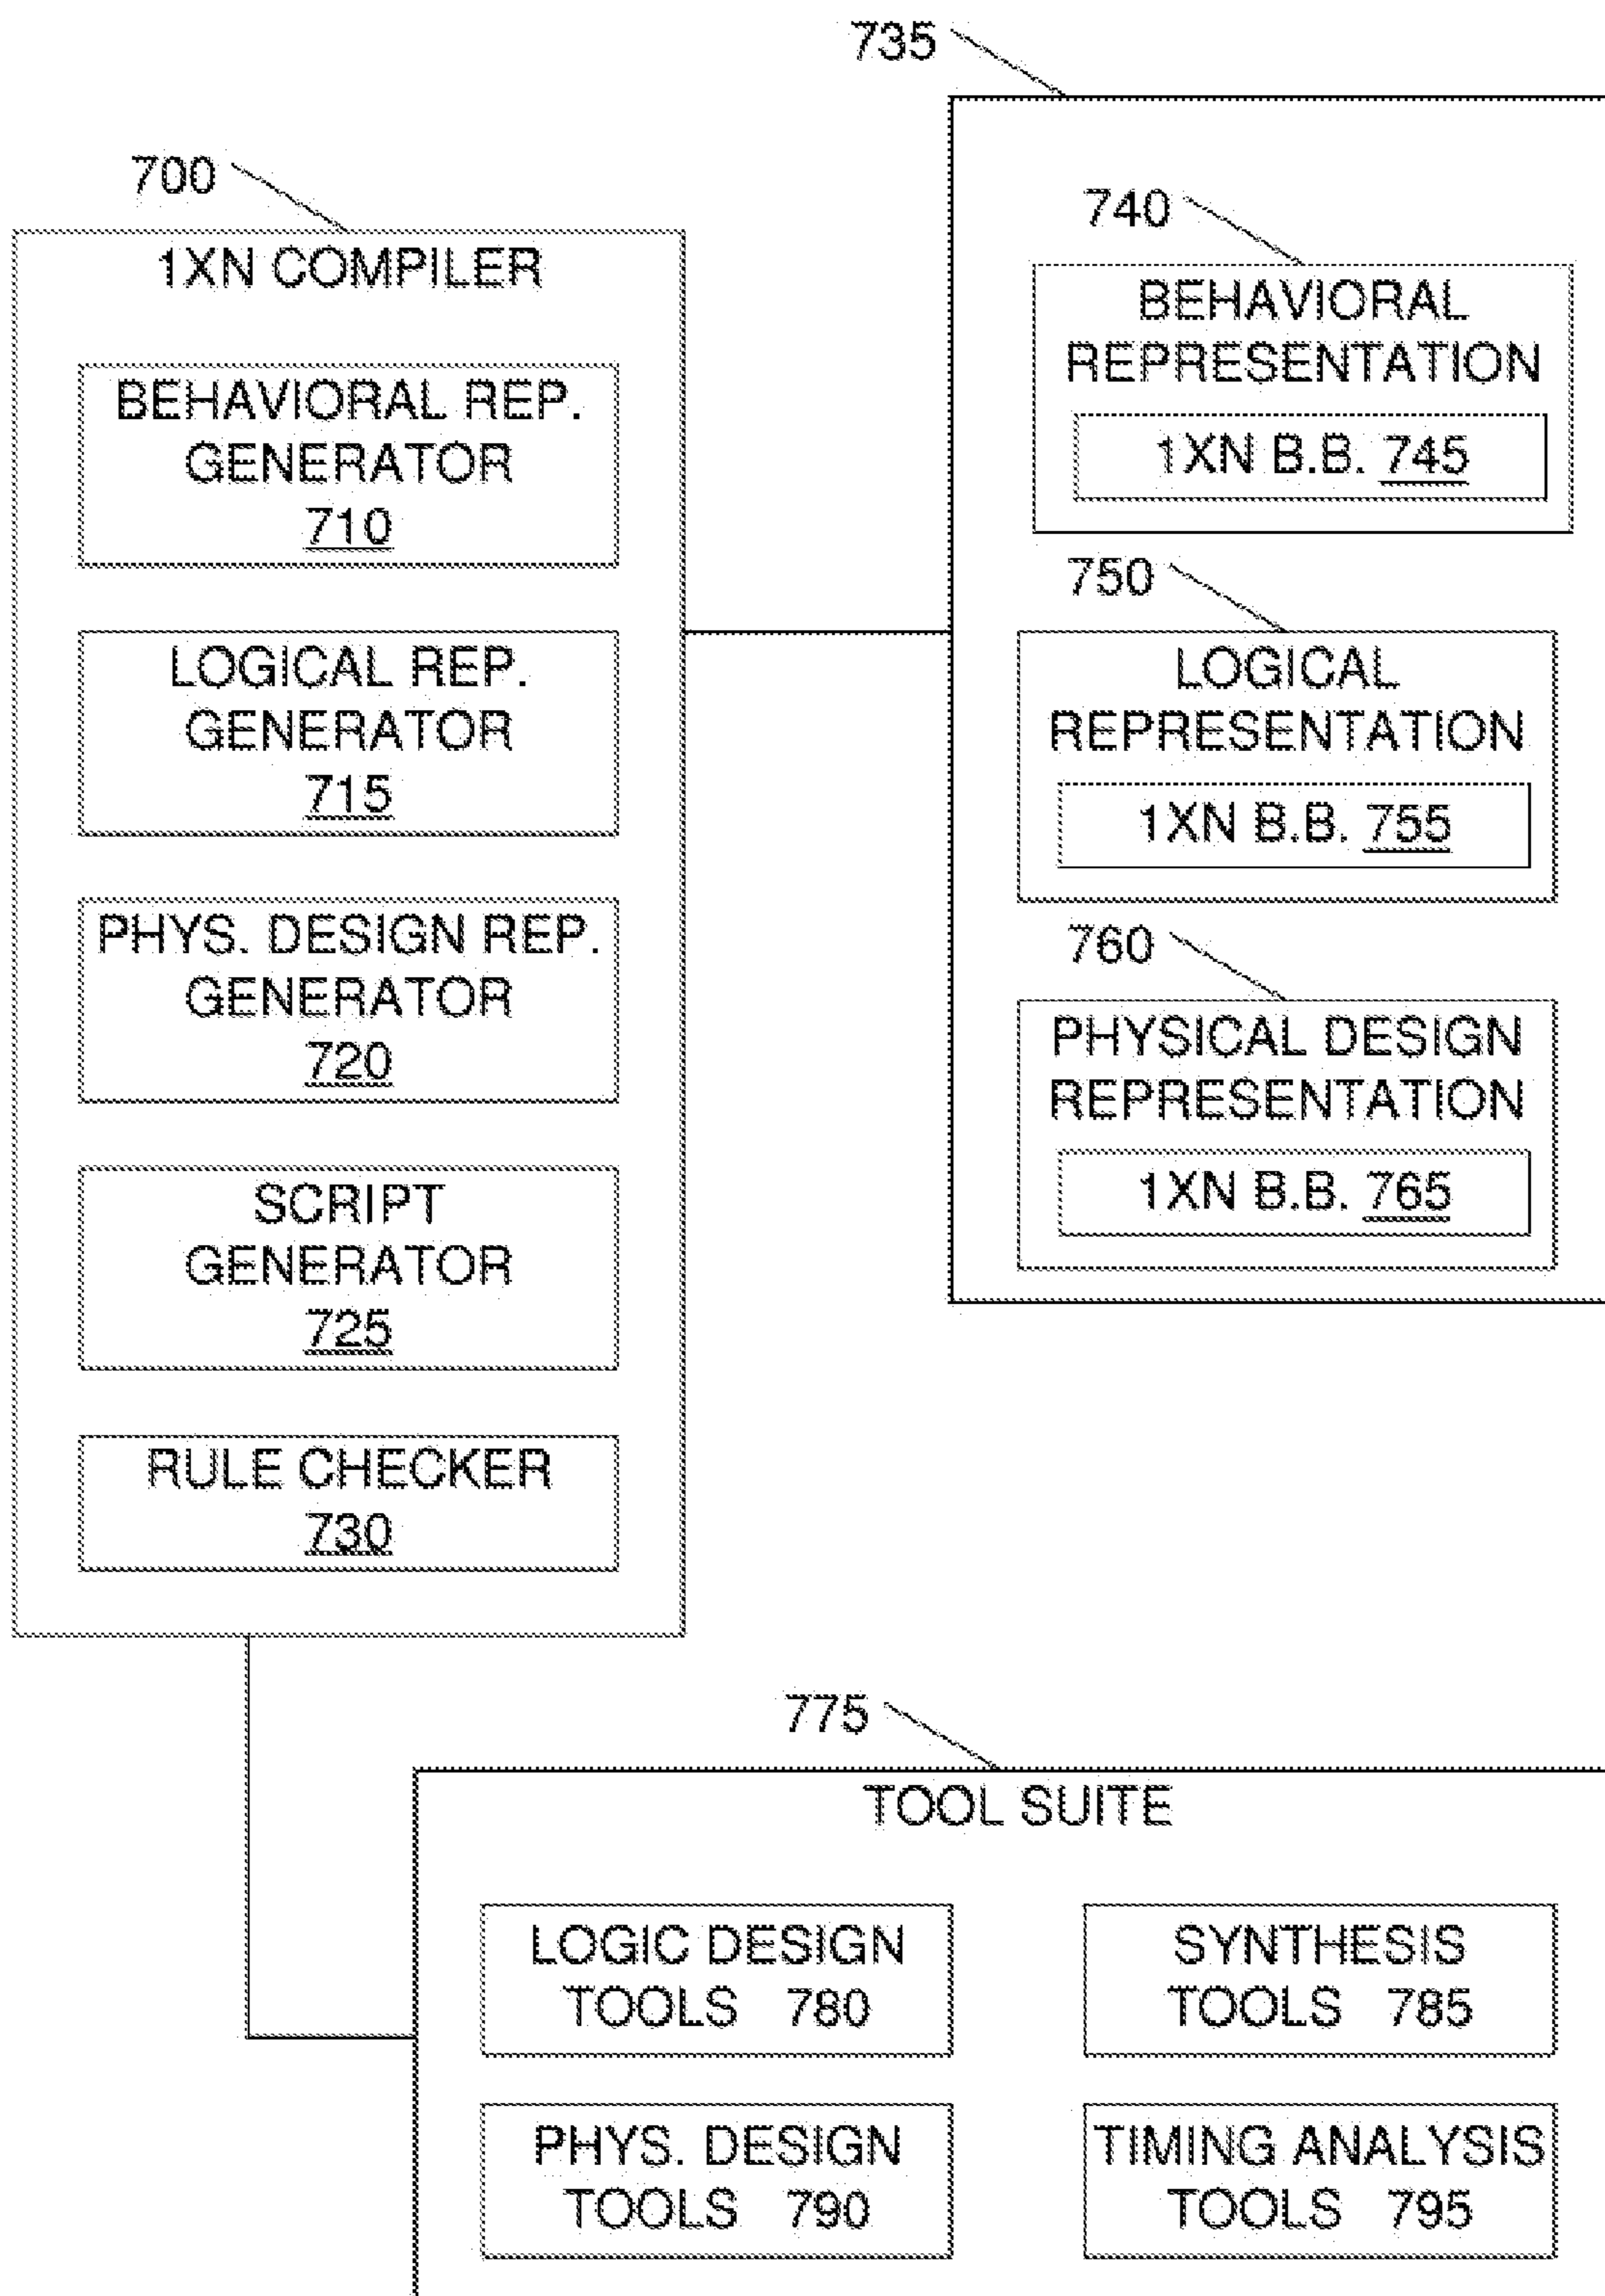 735
700
1XN COMPILER
BEHAVIORAL REP.
GENERATOR
710
LOGICAL REP.
GENERATOR
715
PHYS. DESIGN REP.
GENERATOR
720
SCRIPT
GENERATOR
725
RULE CHECKER
730
740
BEHAVIORAL
REPRESENTATION
1XN B.B. 745
750
LOGICAL
REPRESENTATION
1XN B.B. 755
760
PHYSICAL DESIGN
REPRESENTATION
1XN B.B. 765
775
TOOL SUITE
LOGIC DESIGN
TOOLS 780
SYNTHESIS
TOOLS 785
PHYS. DESIGN
TOOLS 790
TIMING ANALYSIS
TOOLS 795